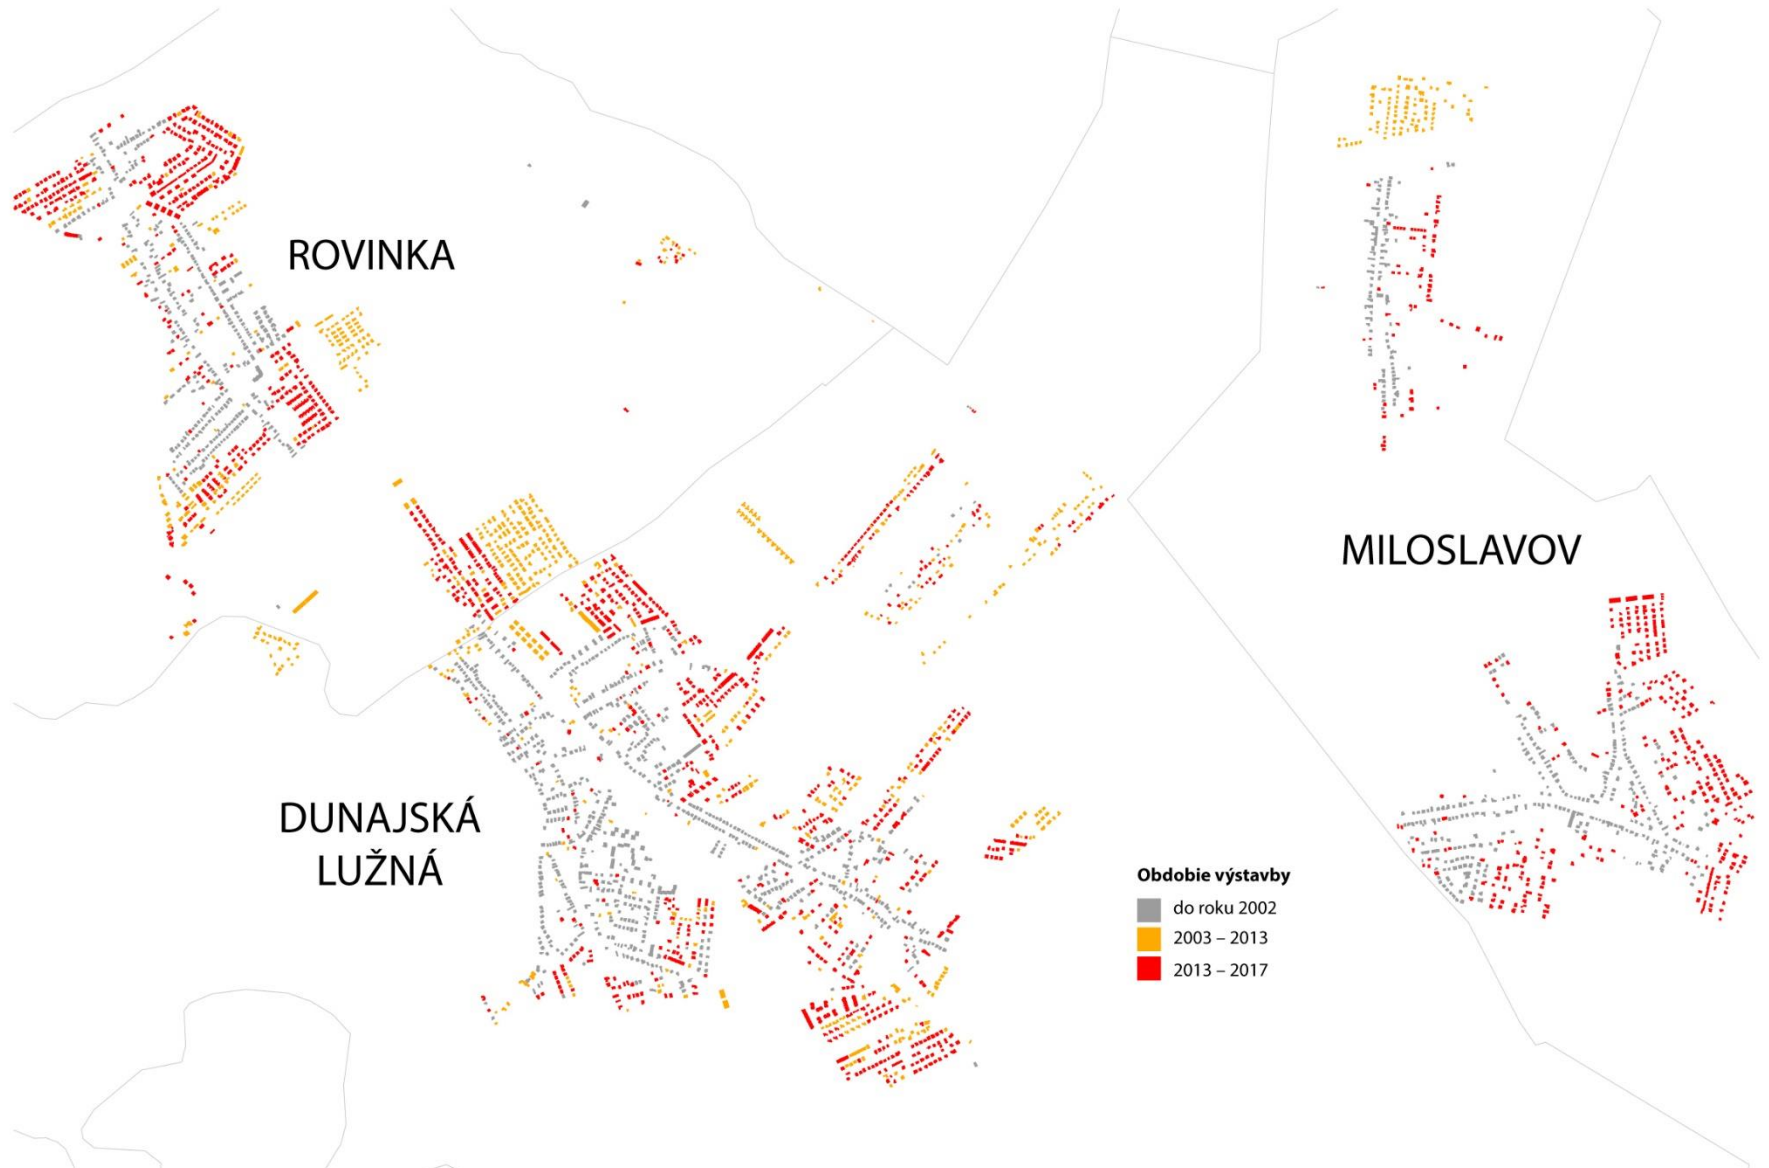 ROVINKA
MILOSLAVOV
DUNAJSKÁ
LUŽNÁ
Obdobie výstavby
do roku 2002
2003 – 2013
2013 – 2017